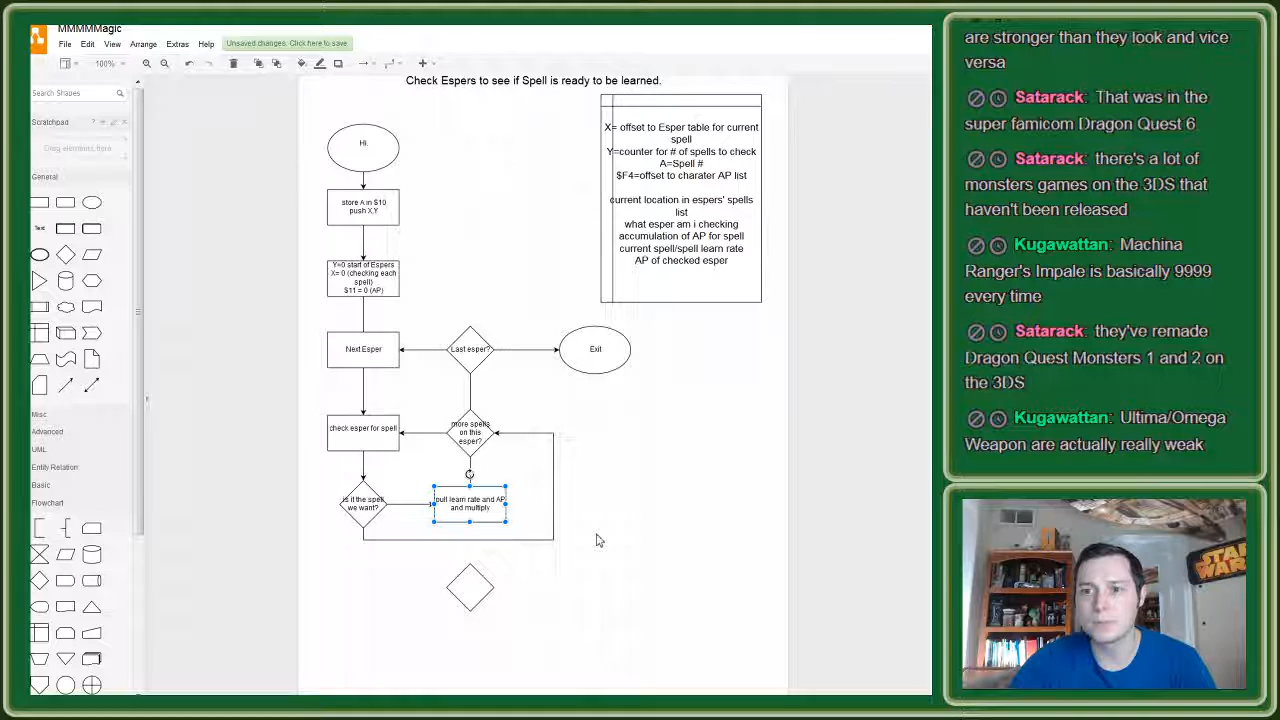 MMMMMagic
File Edit View Arrange Extras Help Unsaved changes. Click here to save
100%
Search Shapes
Scratchpad
Drag elements here
General
Text
Misc
Advanced
UML
Entity Relation
Basic
Flowchart
Check Espers to see if Spell is ready to be learned.
Hi.
store A in $10
push X,Y
Y=0 start of Espers
X= 0 (checking each
spell)
$11 = 0 (AP)
Next Esper
Last esper?
Exit
check esper for spell
more spells
on this
esper?
is it the spell
we want?
pull learn rate and AP
and multiply
X= offset to Esper table for current
spell
Y=counter for # of spells to check
A=Spell #
$F4=offset to charater AP list
current location in espers' spells
list
what esper am i checking
accumulation of AP for spell
current spell/spell learn rate
AP of checked esper
are stronger than they look and vice
versa
Satarack: That was in the
super famicom Dragon Quest 6
Satarack: there's a lot of
monsters games on the 3DS that
haven't been released
Kugawattan: Machina
Ranger's Impale is basically 9999
every time
Satarack: they've remade
Dragon Quest Monsters 1 and 2 on
the 3DS
Kugawattan: Ultima/Omega
Weapon are actually really weak
STAR
WARS